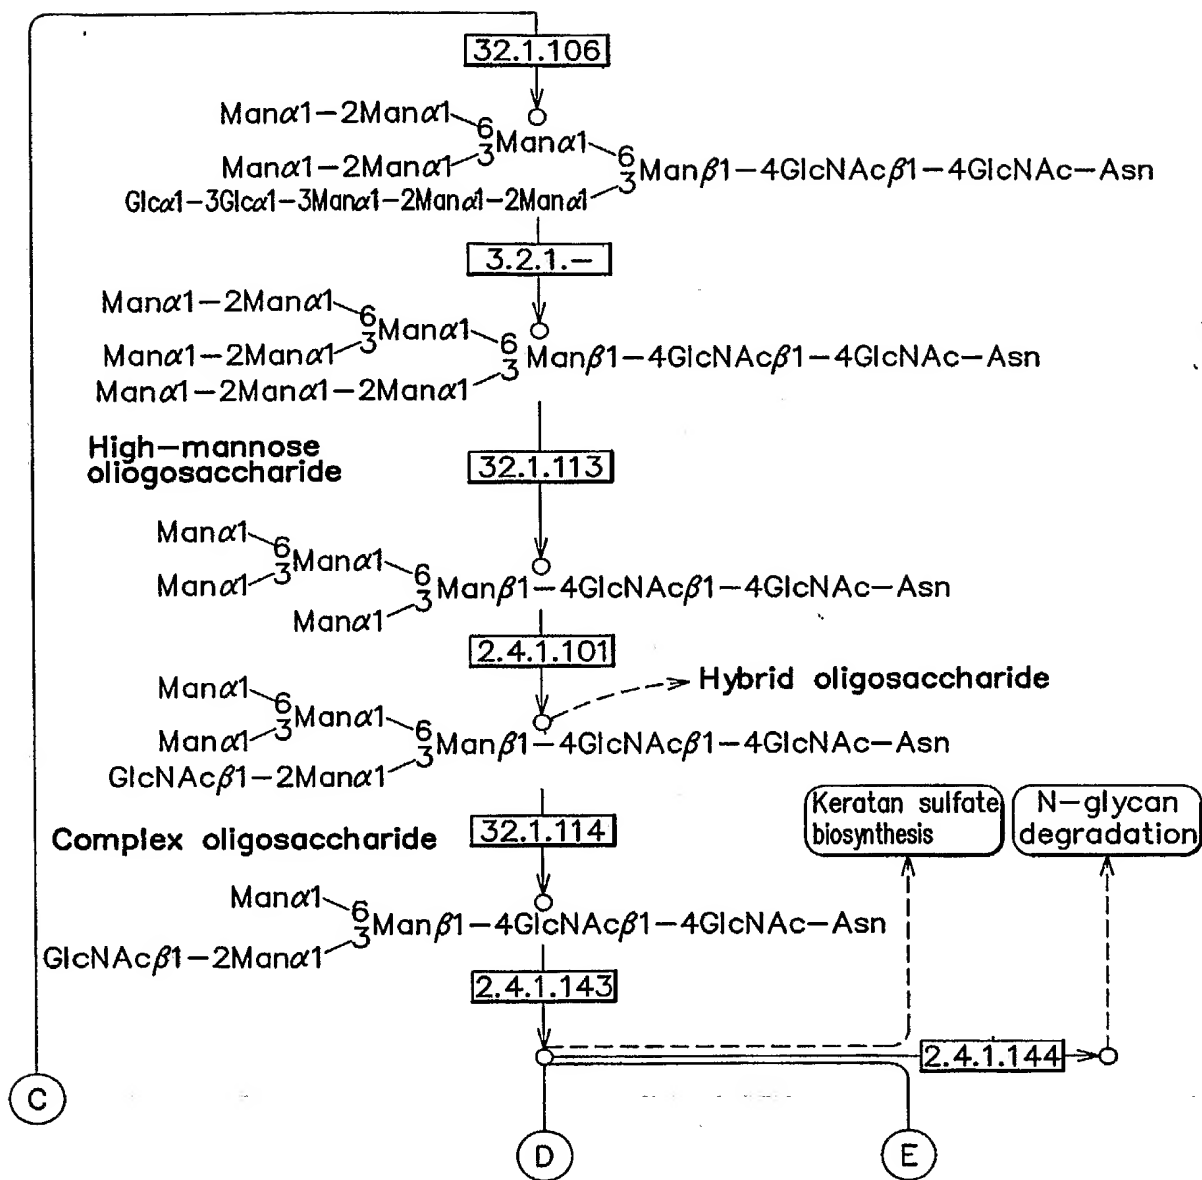 32.1.106
Manα1–2Manα1
6
3
Manα1
Manα1–2Manα1
6
3
Manβ1–4GlcNAcβ1–4GlcNAc–Asn
Glcα1–3Glcα1–3Manα1–2Manα1–2Manα1
3.2.1.–
Manα1–2Manα1
6
3
Manα1
Manα1–2Manα1
6
3
Manβ1–4GlcNAcβ1–4GlcNAc–Asn
Manα1–2Manα1–2Manα1
High–mannose
oliogosaccharide
32.1.113
Manα1
6
3
Manα1
Manα1
6
3
Manβ1–4GlcNAcβ1–4GlcNAc–Asn
Manα1
2.4.1.101
Hybrid oligosaccharide
Manα1
6
3
Manα1
Manα1
6
3
Manβ1–4GlcNAcβ1–4GlcNAc–Asn
GlcNAcβ1–2Manα1
Keratan sulfate
biosynthesis
N–glycan
degradation
Complex oligosaccharide
32.1.114
Manα1
6
3
Manβ1–4GlcNAcβ1–4GlcNAc–Asn
GlcNAcβ1–2Manα1
2.4.1.143
2.4.1.144
C
D
E